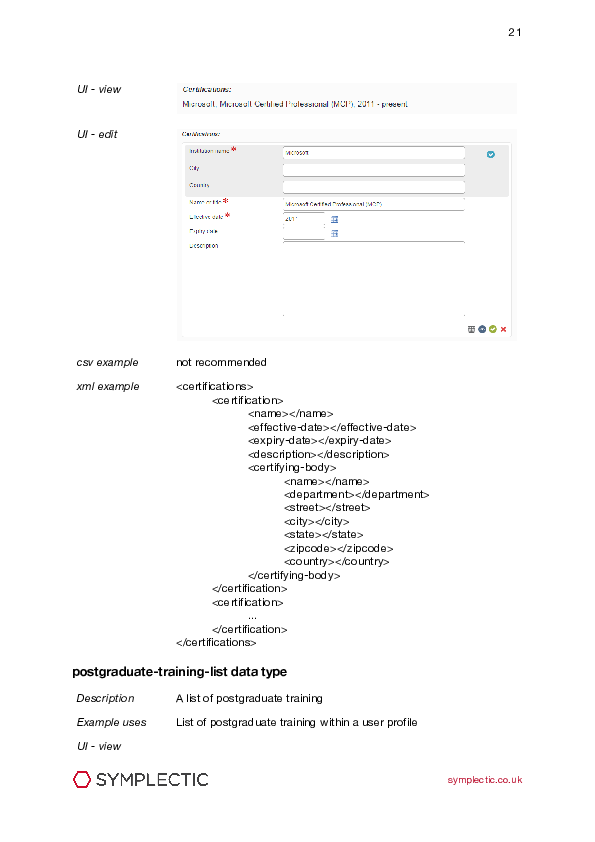 21
UI - view
Certifications:
Microsoft, Microsoft Certified Professional (MCP), 2011 - present
UI - edit
Certifications:
Institution name *
Microsoft
City
Country
Name or title *
Microsoft Certified Professional (MCP)
Effective date *
2011
Expiry date
Description
csv example
not recommended
xml example
<certifications>
<certification>
<name></name>
<effective-date></effective-date>
<expiry-date></expiry-date>
<description></description>
<certifying-body>
<name></name>
<department></department>
<street></street>
<city></city>
<state></state>
<zipcode></zipcode>
<country></country>
</certifying-body>
</certification>
<certification>
...
</certification>
</certifications>
postgraduate-training-list data type
Description
A list of postgraduate training
Example uses
List of postgraduate training within a user profile
UI - view
SYMPLECTIC
symplectic.co.uk